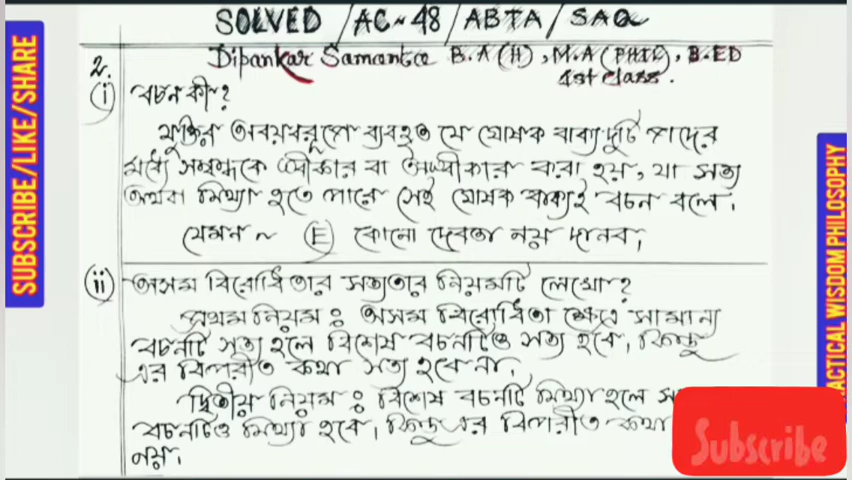 SOLVED / AC-48 / ABTA / SAQ
Dipankar Samanta B.A (H), M.A (PHIL), B.ED
1st class.
2.
(i) বচন কী?
যুক্তির অবয়বরূপে ব্যবহৃত যে ঘোষক বাক্যে দুটি পদের
মধ্যে সম্বন্ধকে স্বীকার বা অস্বীকার করা হয়, যা সত্য
অথবা মিথ্যা হতে পারে সেই ঘোষক বাক্যই বচন বলে।
যেমন ~ (E) কোনো দেবতা নয় দানব।
(ii) অসম বিরোধিতার সত্যতার নিয়মটি লেখো?
প্রথম নিয়ম : অসম বিরোধিতা ক্ষেত্রে সামান্য
বচনটি সত্য হলে বিশেষ বচনটিও সত্য হবে, কিন্তু
এর বিপরীত কথা সত্য হবে না।
দ্বিতীয় নিয়ম : বিশেষ বচনটি মিথ্যা হলে
বচনটিও মিথ্যা হবে, কিন্তু এর বিপরীত কথা
নয়।
SUBSCRIBE/LIKE/SHARE
ACTICAL WISDOM PHILOSOPHY
Subscribe